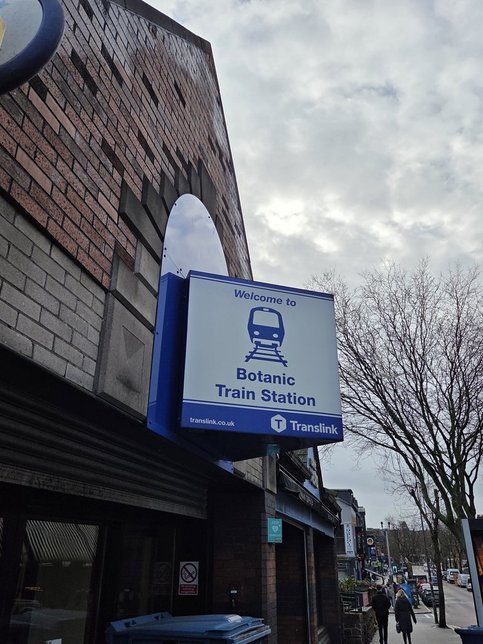 Welcome to
Botanic
Train Station
translink.co.uk
T Translink